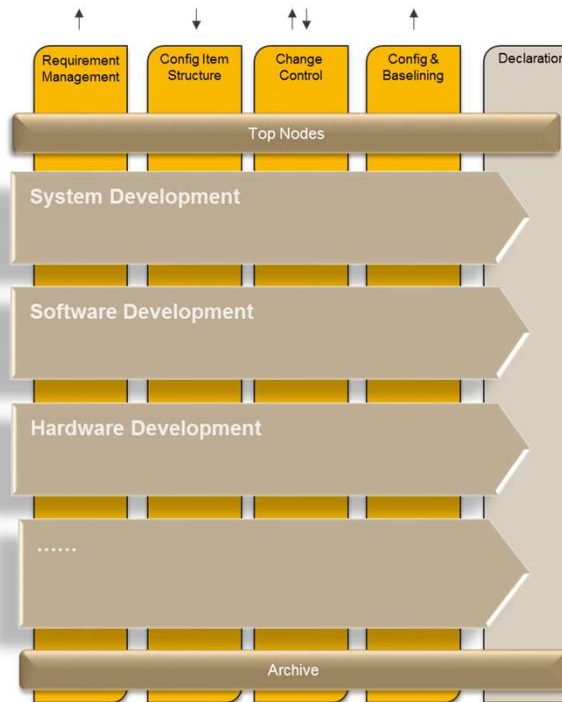 Requirement
Management
Config Item
Structure
Change
Control
Config &
Baselining
Declaration
Top Nodes
System Development
Software Development
Hardware Development
......
Archive